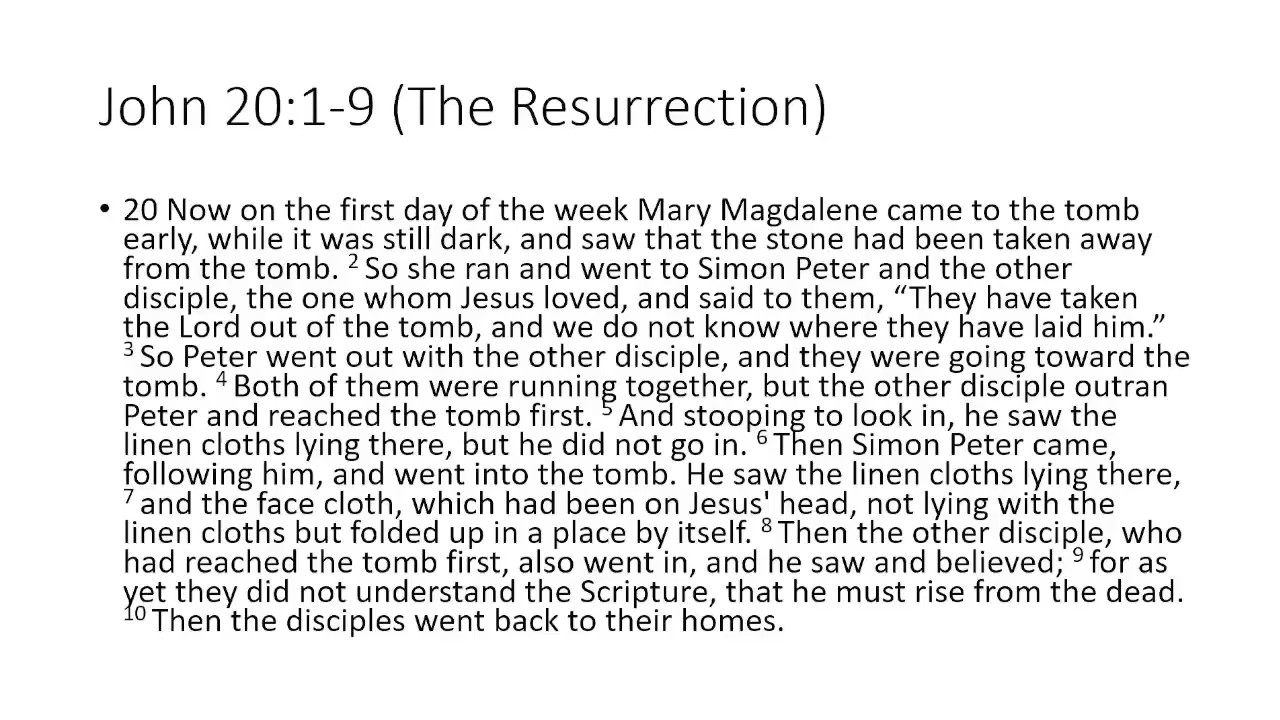 John 20:1-9 (The Resurrection)
• 20 Now on the first day of the week Mary Magdalene came to the tomb
early, while it was still dark, and saw that the stone had been taken away
from the tomb. 2 So she ran and went to Simon Peter and the other
disciple, the one whom Jesus loved, and said to them, “They have taken
the Lord out of the tomb, and we do not know where they have laid him.”
3 So Peter went out with the other disciple, and they were going toward the
tomb. 4 Both of them were running together, but the other disciple outran
Peter and reached the tomb first. 5 And stooping to look in, he saw the
linen cloths lying there, but he did not go in. 6 Then Simon Peter came,
following him, and went into the tomb. He saw the linen cloths lying there,
7 and the face cloth, which had been on Jesus' head, not lying with the
linen cloths but folded up in a place by itself. 8 Then the other disciple, who
had reached the tomb first, also went in, and he saw and believed; 9 for as
yet they did not understand the Scripture, that he must rise from the dead.
10 Then the disciples went back to their homes.